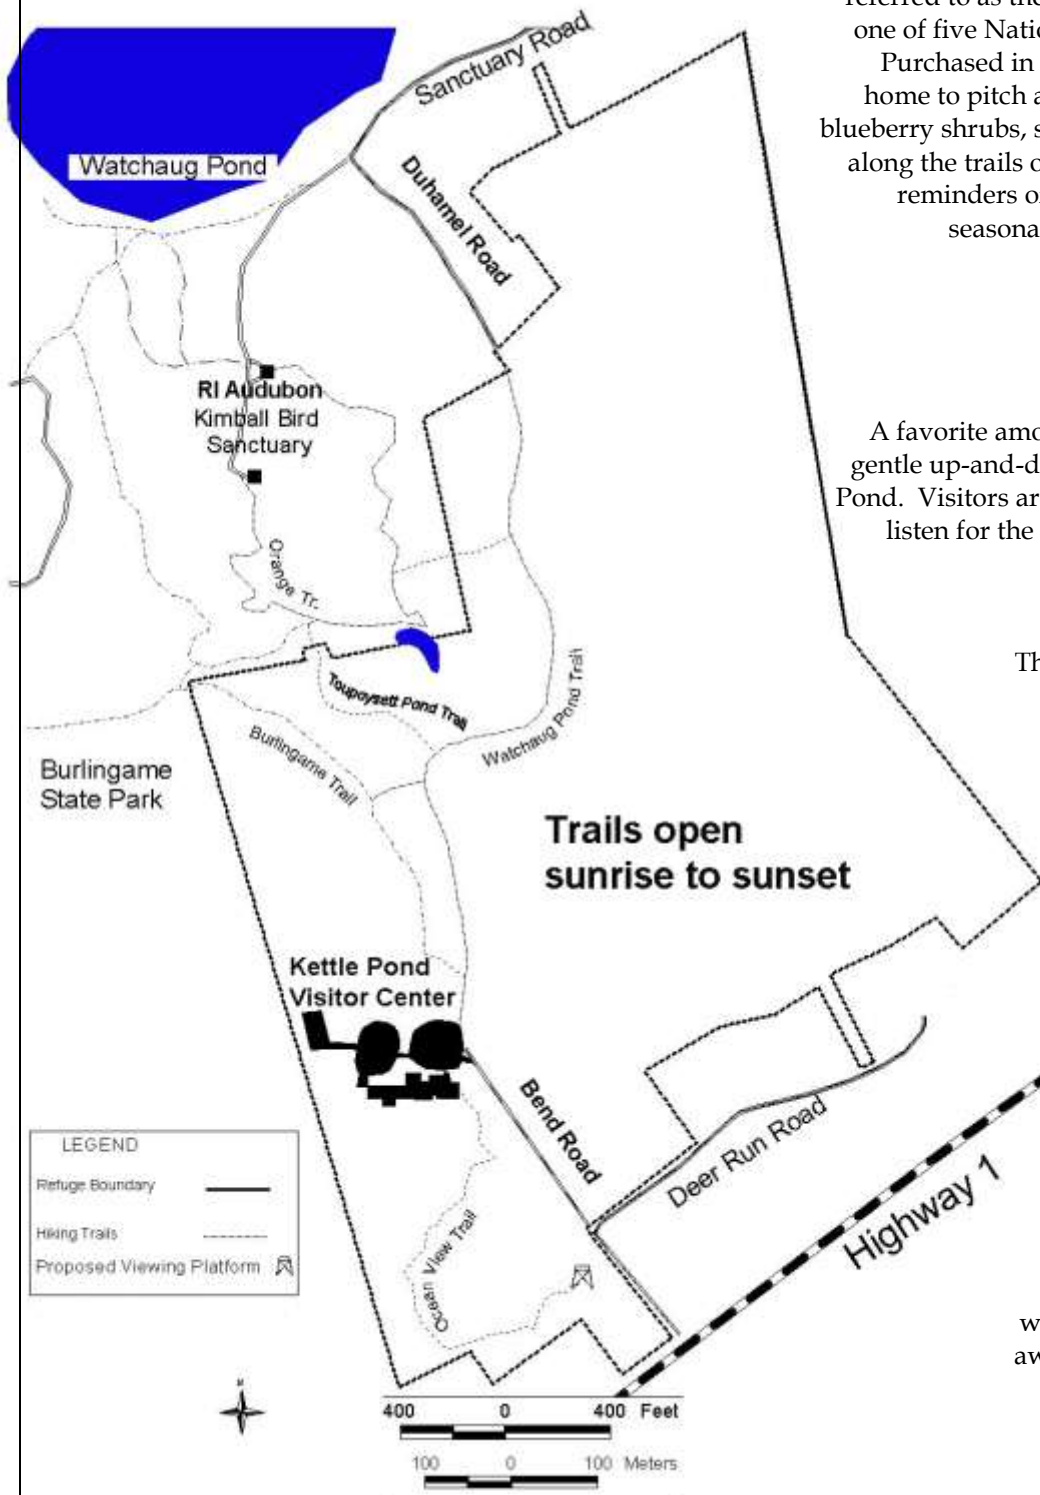 referred to as the
one of five Natio
Purchased in
home to pitch a
blueberry shrubs, s
along the trails o
reminders o
seasona
Sanctuary Road
Watchaug Pond
Duhamel Road
RI Audubon
Kimball Bird
Sanctuary
A favorite amo
gentle up-and-d
Pond. Visitors ar
listen for the
Orange Tr.
Th
Toupoysett Pond Trail
Watchaug Pond Trail
Burlingame Trail
Burlingame
State Park
Trails open
sunrise to sunset
Kettle Pond
Visitor Center
Bend Road
Deer Run Road
Highway 1
LEGEND
Refuge Boundary
Hiking Trails
Proposed Viewing Platform
Ocean View Trail
w
aw
N
400 0 400 Feet
100 0 100 Meters